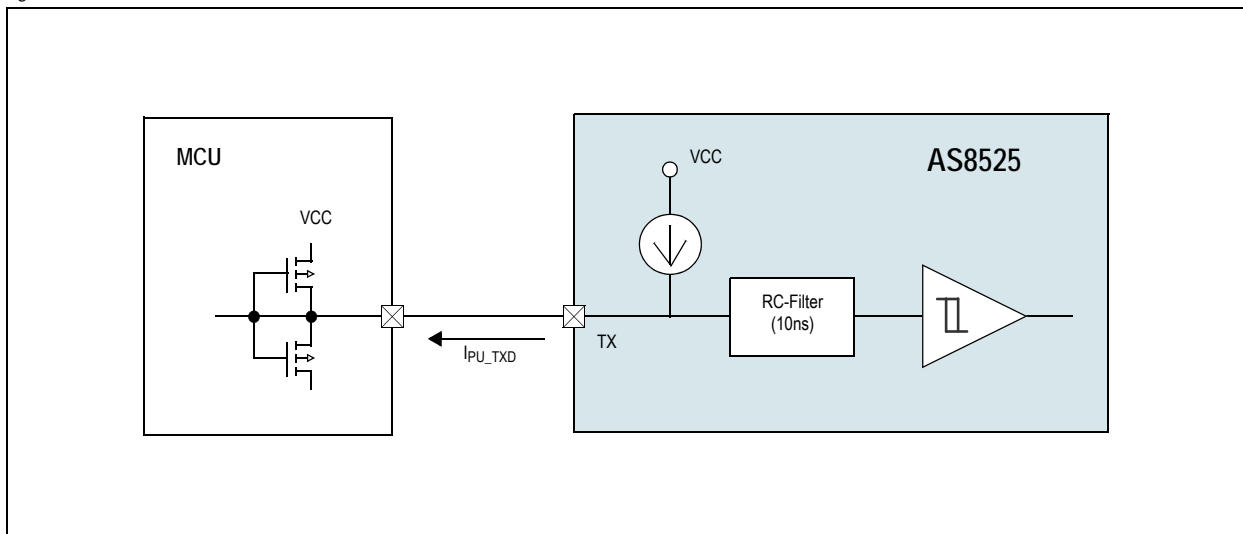 MCU
VCC
AS8525
VCC
RC-Filter
(10ns)
TX
IPU_TXD